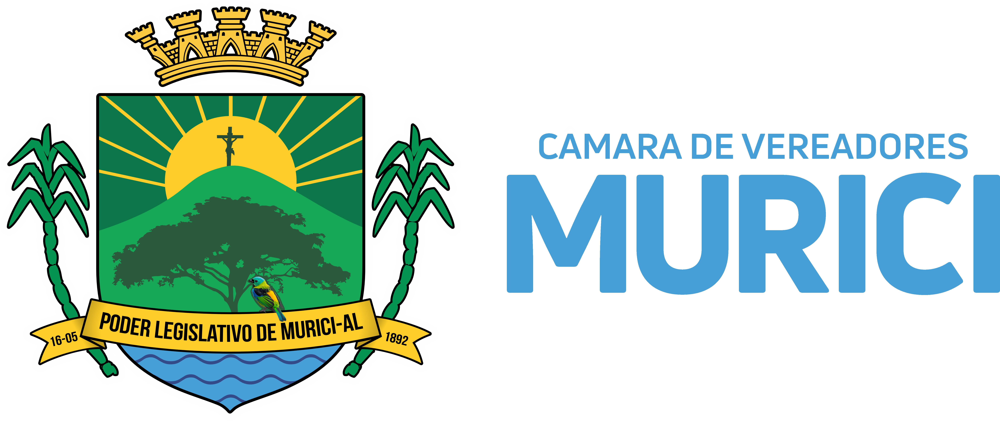 PODER LEGISLATIVO DE MURICI-AL
16-05
1892
CAMARA DE VEREADORES
MURICI